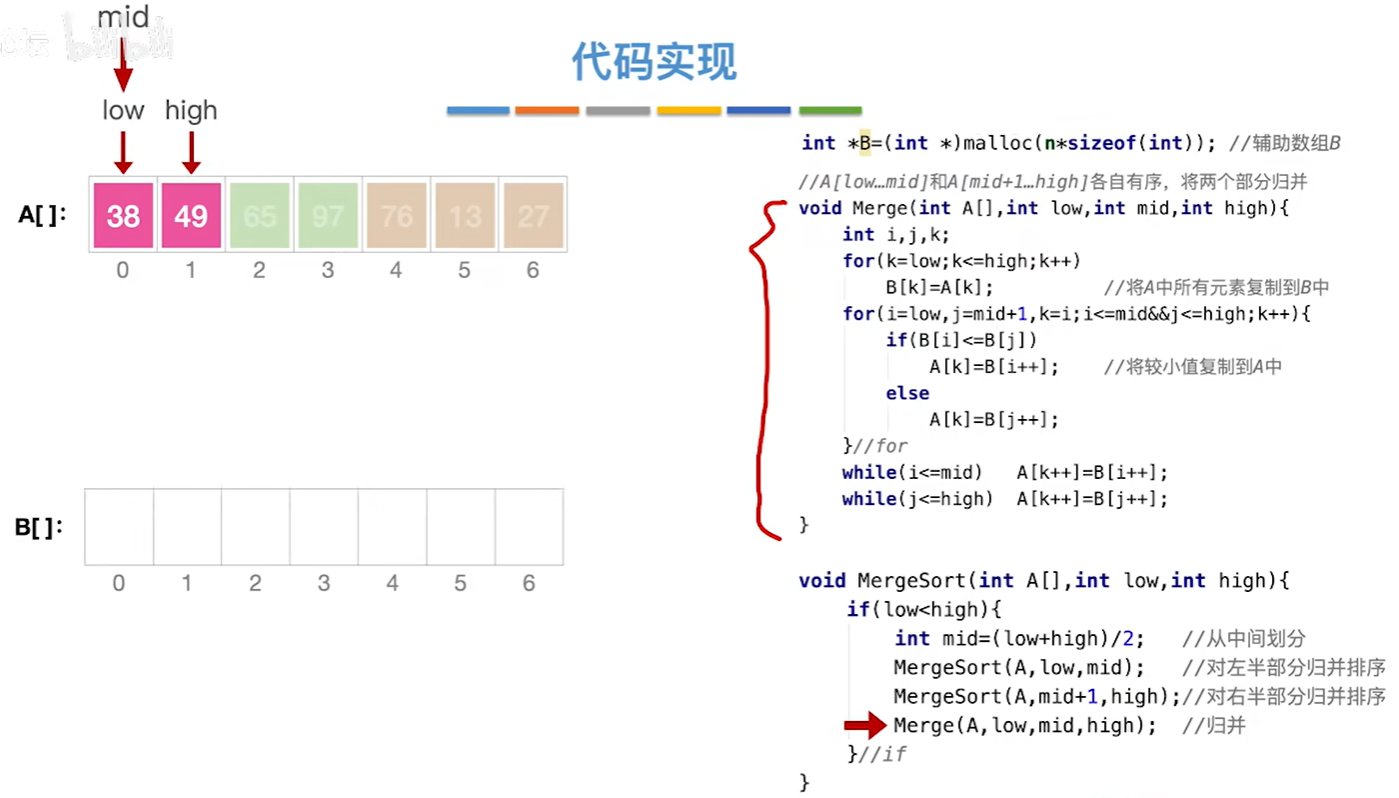 mid
bilibili
代码实现
low high
A[ ]:
38 49 65 97 76 13 27
0 1 2 3 4 5 6
B[ ]:
0 1 2 3 4 5 6
int *B=(int *)malloc(n*sizeof(int)); //辅助数组B
//A[low…mid]和A[mid+1…high]各自有序，将两个部分归并
void Merge(int A[],int low,int mid,int high){
int i,j,k;
for(k=low;k<=high;k++)
B[k]=A[k]; //将A中所有元素复制到B中
for(i=low,j=mid+1,k=i;i<=mid&&j<=high;k++){
if(B[i]<=B[j])
A[k]=B[i++]; //将较小值复制到A中
else
A[k]=B[j++];
}//for
while(i<=mid) A[k++]=B[i++];
while(j<=high) A[k++]=B[j++];
}
void MergeSort(int A[],int low,int high){
if(low<high){
int mid=(low+high)/2; //从中间划分
MergeSort(A,low,mid); //对左半部分归并排序
MergeSort(A,mid+1,high);//对右半部分归并排序
Merge(A,low,mid,high); //归并
}//if
}